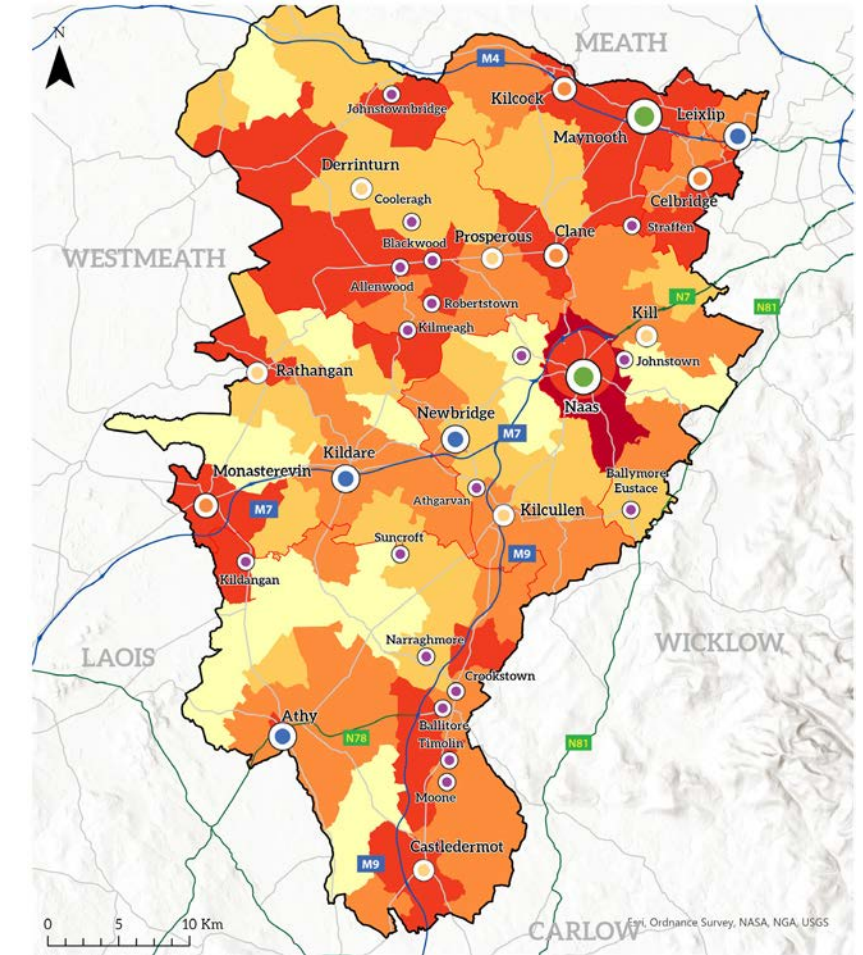 N
MEATH
M4
Johnstownbridge
Kilcock
Maynooth
Leixlip
Derrinturn
Cooleragh
Celbridge
Straffen
WESTMEATH
Blackwood
Prosperous
Clane
Allenwood
Robertstown
N7
N81
Kilmeagh
Kill
Johnstown
Rathangan
Naas
Newbridge
M7
Kildare
Monasterevin
Ballymore
Eustace
Athgarvan
M7
Kilcullen
Suncroft
M9
Kildangan
Narraghmore
WICKLOW
LAOIS
Crookstown
Athy
Ballitore
N78
Timolin
N81
Moone
Castledermot
M9
0 5 10 Km
CARLOW
Esri, Ordnance Survey, NASA, NGA, USGS